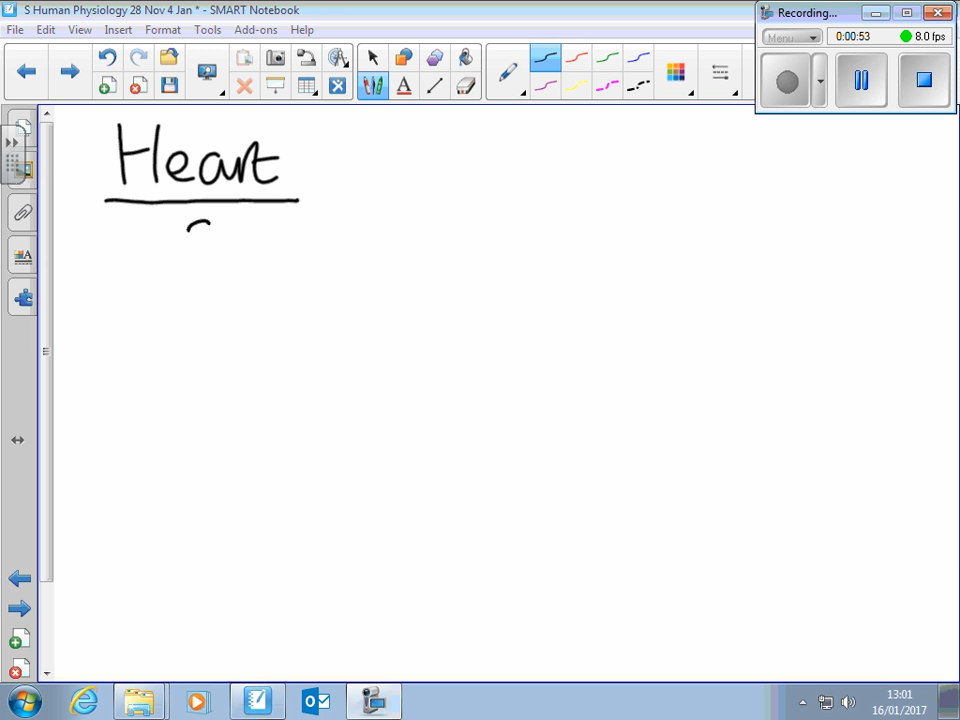 S Human Physiology 28 Nov 4 Jan * - SMART Notebook
Recording...
File Edit View Insert Format Tools Add-ons Help
Menu 0:00:53 8.0 fps
Heart
13:01
16/01/2017